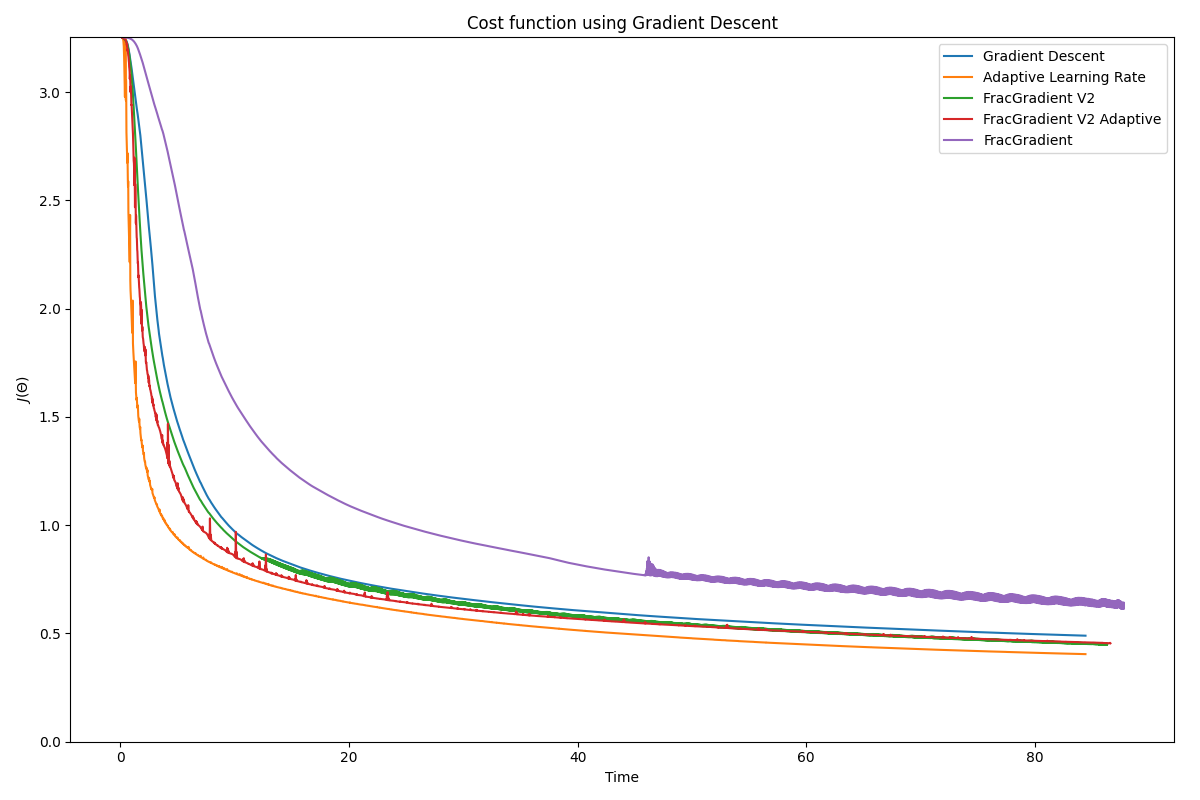 Cost function using Gradient Descent
Gradient Descent
Adaptive Learning Rate
FracGradient V2
FracGradient V2 Adaptive
FracGradient
3.0
2.5
2.0
1.5
1.0
0.5
0.0
J(Θ)
0 20 40 60 80
Time